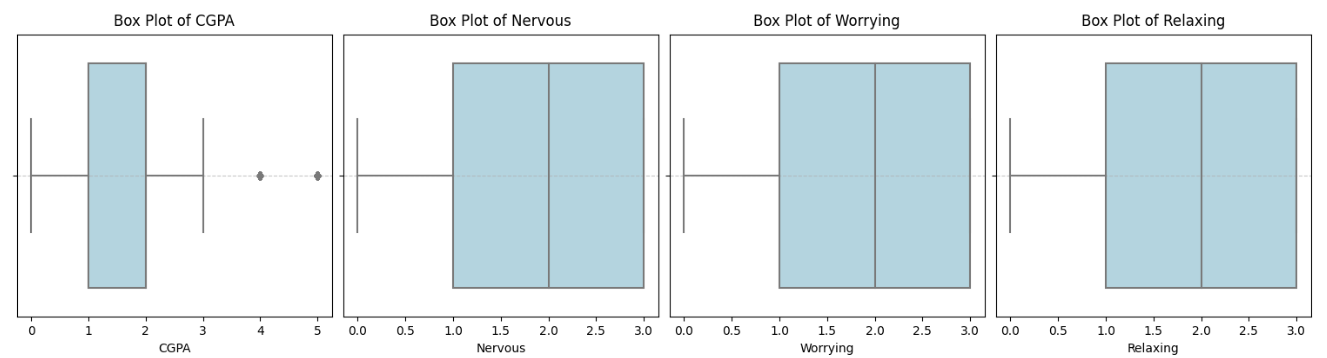 Box Plot of CGPA
0 1 2 3 4 5
CGPA
Box Plot of Nervous
0.0 0.5 1.0 1.5 2.0 2.5 3.0
Nervous
Box Plot of Worrying
0.0 0.5 1.0 1.5 2.0 2.5 3.0
Worrying
Box Plot of Relaxing
0.0 0.5 1.0 1.5 2.0 2.5 3.0
Relaxing